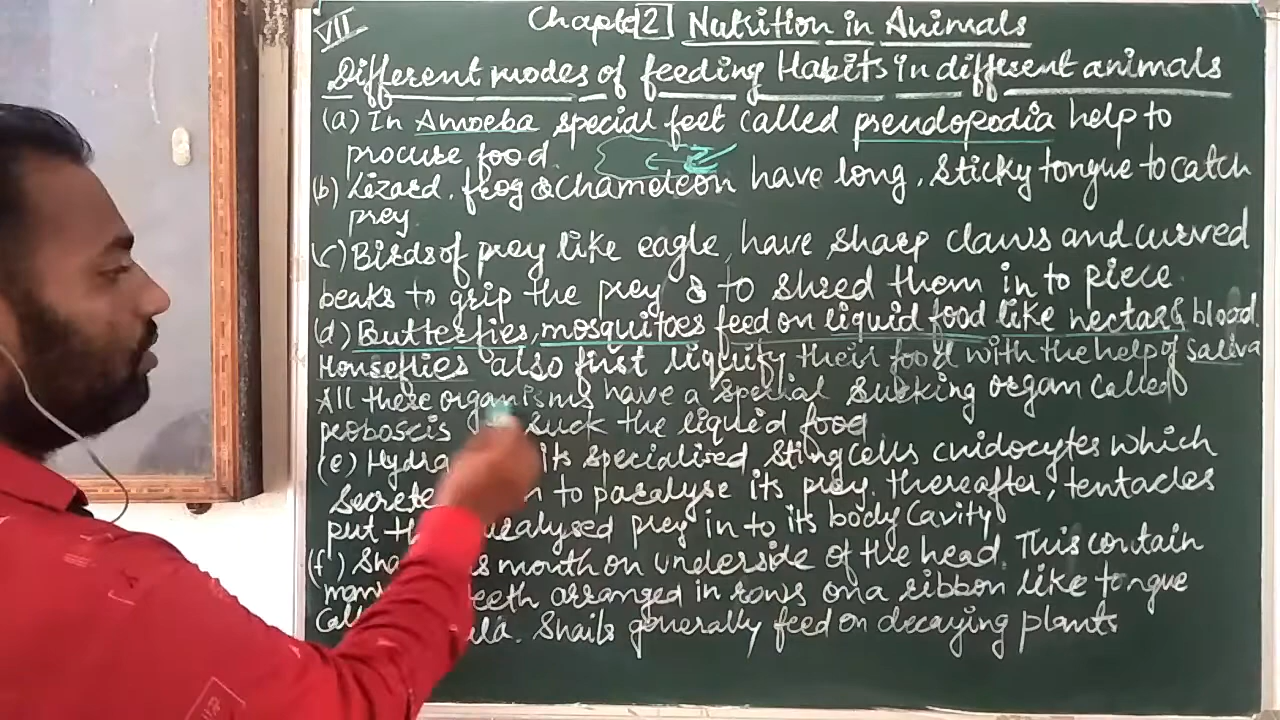 VII
Chapter 2 Nutrition in Animals
Different modes of feeding Habits in different animals
(a) In Amoeba special feet called pseudopodia help to
procure food.
(b) Lizard, frog & Chameleon have long, sticky tongue to catch
prey.
(c) Birds of prey like eagle, have sharp claws and curved
beaks to grip the prey & to shred them in to piece
(d) Butterfies, mosquitoes feed on liquid food like nectar & blood.
Houseflies also first liquify their food with the help of saliva
All these organisms have a special sucking organ called
proboscis suck the liquid food
(e) Hydra its specialised sting cells cnidocytes which
secrete to paralyse its prey. thereafter, tentacles
put paralysed prey in to its body cavity
(f) mouth on underside of the head. This contain
teeth arranged in rows on a ribbon like tongue
Snails generally feed on decaying plants